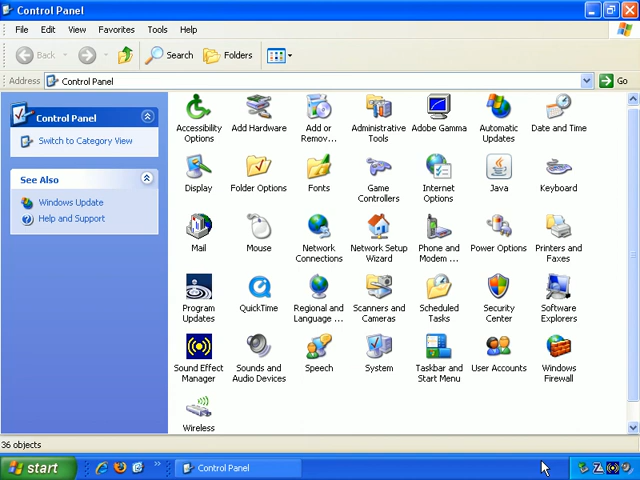 Control Panel
File Edit View Favorites Tools Help
Back Search Folders
Address Control Panel Go
Control Panel
Switch to Category View
See Also
Windows Update
Help and Support
Accessibility Options
Add Hardware
Add or Remov...
Administrative Tools
Adobe Gamma
Automatic Updates
Date and Time
Display
Folder Options
Fonts
Game Controllers
Internet Options
Java
Keyboard
Mail
Mouse
Network Connections
Network Setup Wizard
Phone and Modem ...
Power Options
Printers and Faxes
Program Updates
QuickTime
Regional and Language ...
Scanners and Cameras
Scheduled Tasks
Security Center
Software Explorers
Sound Effect Manager
Sounds and Audio Devices
Speech
System
Taskbar and Start Menu
User Accounts
Windows Firewall
Wireless
36 objects
start Control Panel